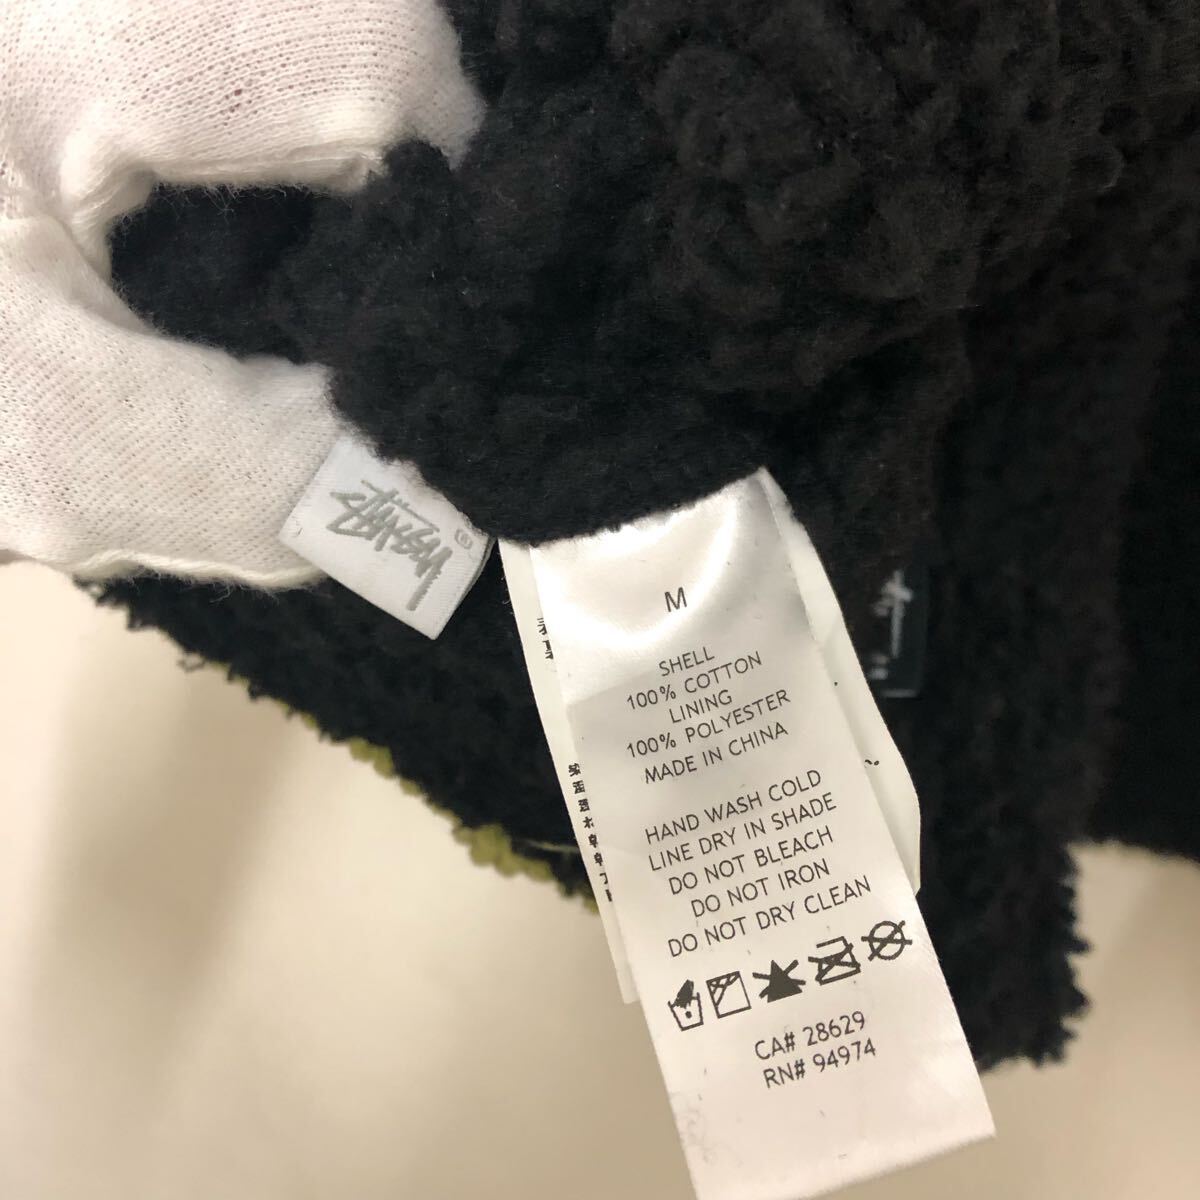 STÜSSY ®
M
SHELL
100% COTTON
LINING
100% POLYESTER
MADE IN CHINA
HAND WASH COLD
LINE DRY IN SHADE
DO NOT BLEACH
DO NOT IRON
DO NOT DRY CLEAN
CA# 28629
RN# 94974